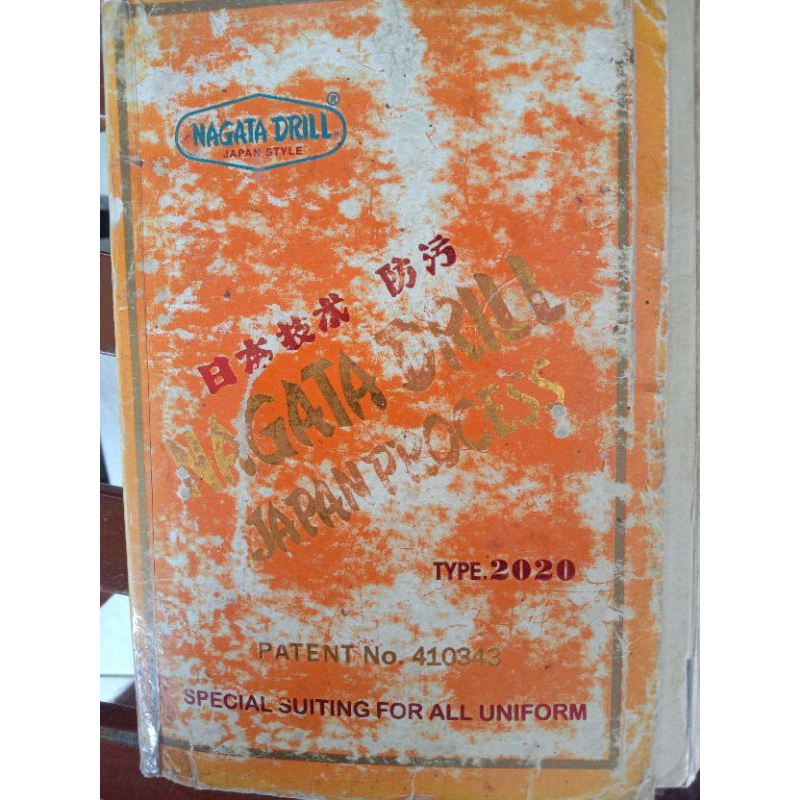 NAGATA DRILL ®
JAPAN STYLE
日本技术 防污
NAGATA DRILL®
JAPAN PROCESS
TYPE.2020
PATENT No. 410343
SPECIAL SUITING FOR ALL UNIFORM